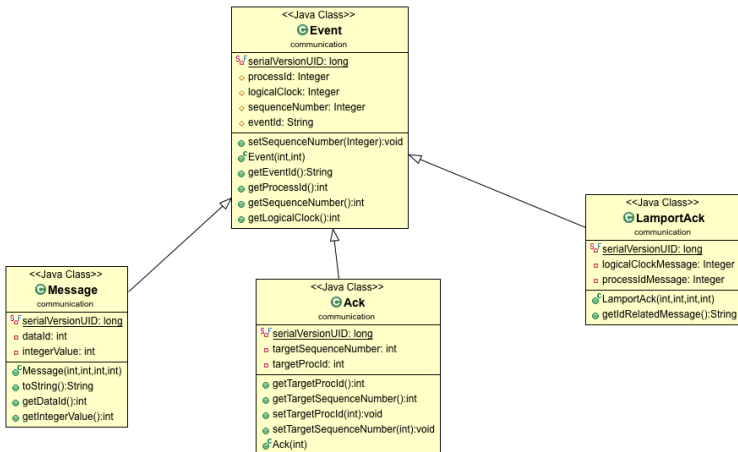 <<Java Class>>
Event
communication
serialVersionUID: long
processId: Integer
logicalClock: Integer
sequenceNumber: Integer
eventId: String
setSequenceNumber(Integer):void
Event(int,int)
getEventId():String
getProcessId():int
getSequenceNumber():int
getLogicalClock():int
<<Java Class>>
Message
communication
serialVersionUID: long
dataId: int
integerValue: int
Message(int,int,int,int)
toString():String
getDataId():int
getIntegerValue():int
<<Java Class>>
Ack
communication
serialVersionUID: long
targetSequenceNumber: int
targetProcId: int
getTargetProcId():int
getTargetSequenceNumber():int
setTargetProcId(int):void
setTargetSequenceNumber(int):void
Ack(int)
<<Java Class>>
LamportAck
communication
serialVersionUID: long
logicalClockMessage: Integer
processIdMessage: Integer
LamportAck(int,int,int,int)
getIdRelatedMessage():String